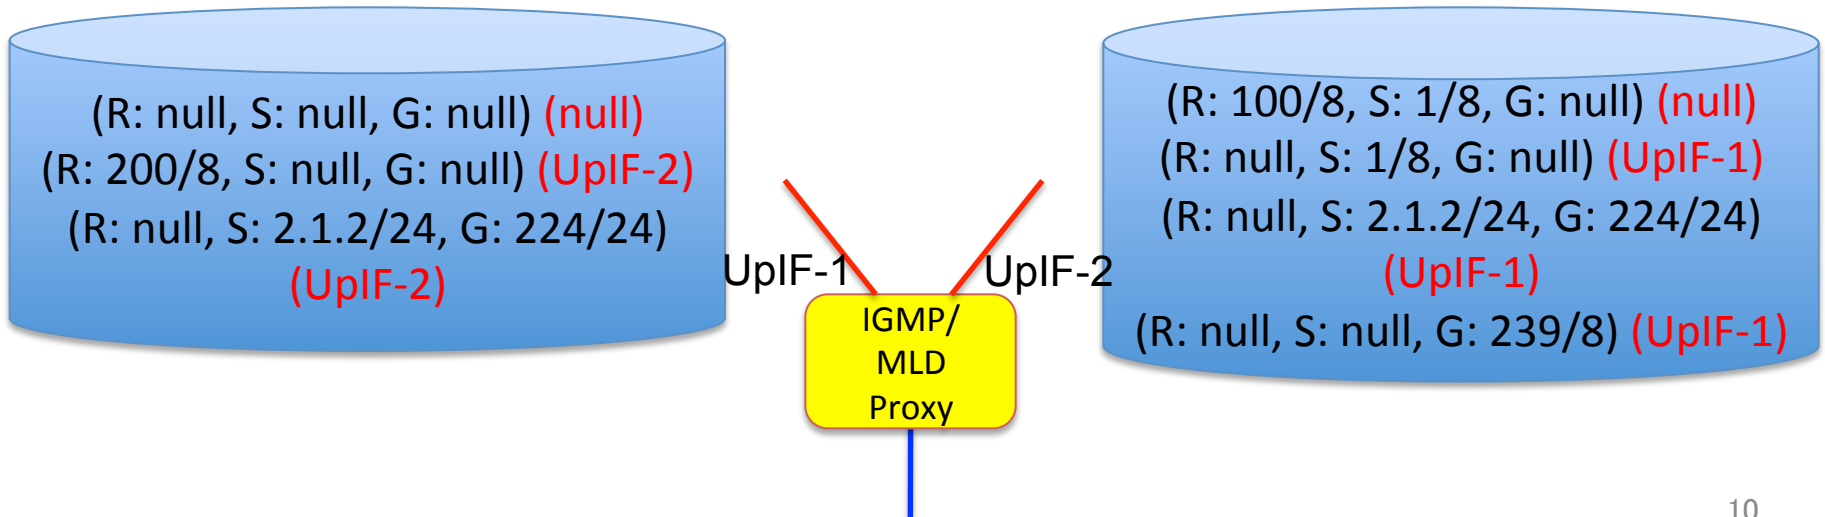 (R: null, S: null, G: null) (null)
(R: 200/8, S: null, G: null) (UpIF-2)
(R: null, S: 2.1.2/24, G: 224/24)
(UpIF-2)
UpIF-1
UpIF-2
IGMP/
MLD
Proxy
(R: 100/8, S: 1/8, G: null) (null)
(R: null, S: 1/8, G: null) (UpIF-1)
(R: null, S: 2.1.2/24, G: 224/24)
(UpIF-1)
(R: null, S: null, G: 239/8) (UpIF-1)
10